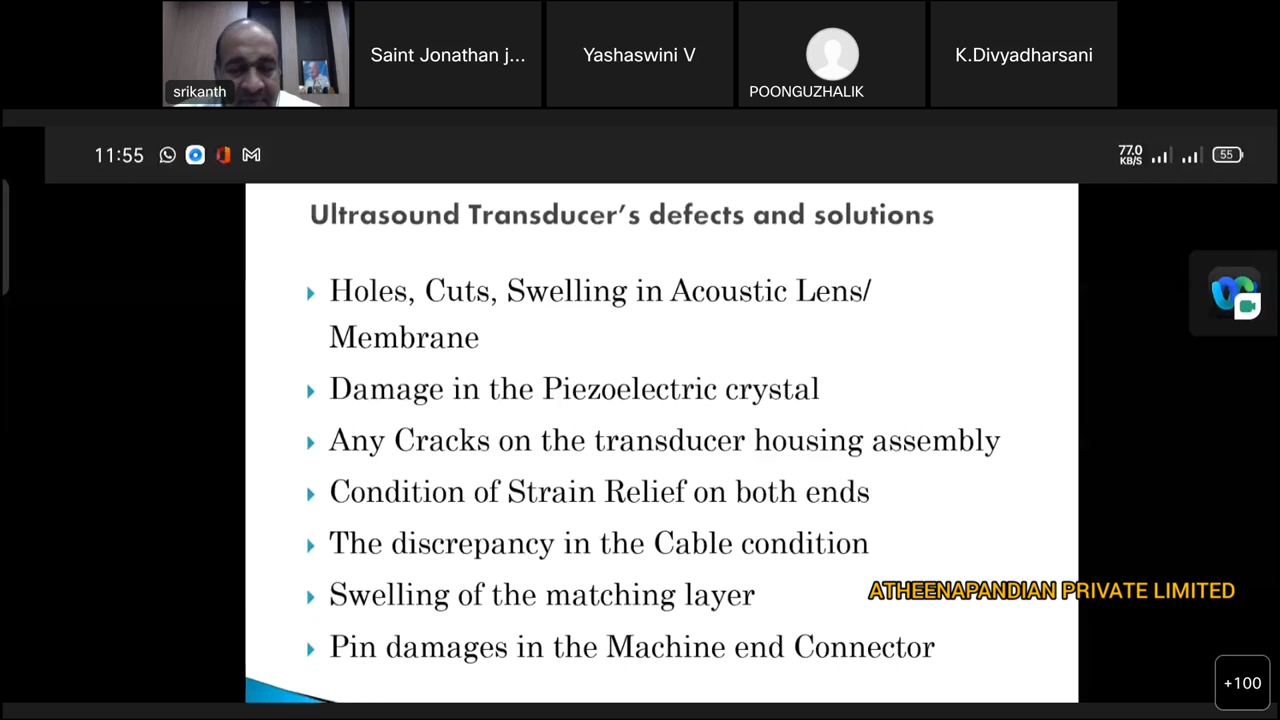 srikanth
Saint Jonathan j...
Yashaswini V
POONGUZHALIK
K.Divyadharsani
11:55
77.0
KB/S
55
Ultrasound Transducer's defects and solutions
Holes, Cuts, Swelling in Acoustic Lens/
Membrane
Damage in the Piezoelectric crystal
Any Cracks on the transducer housing assembly
Condition of Strain Relief on both ends
The discrepancy in the Cable condition
Swelling of the matching layer
ATHEENAPANDIAN PRIVATE LIMITED
Pin damages in the Machine end Connector
+100